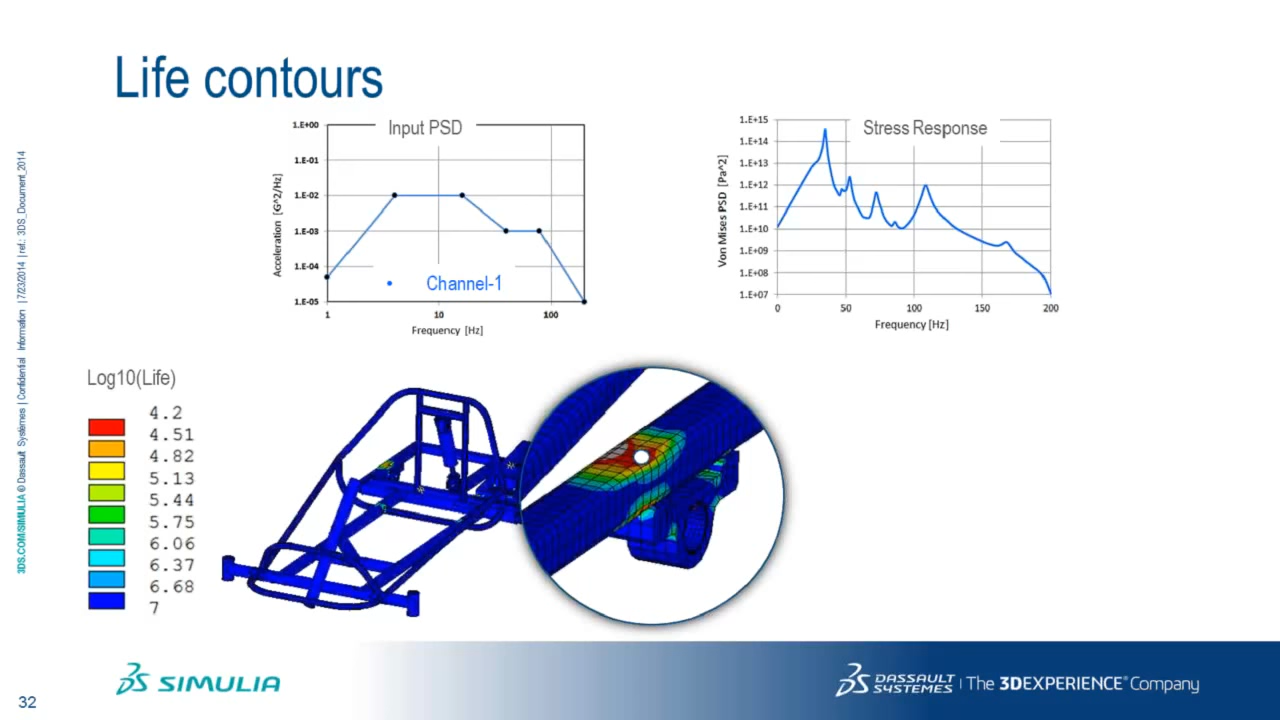 Life contours
Input PSD
1.E+00
1.E-01
1.E-02
1.E-03
1.E-04
1.E-05
Acceleration [G^2/Hz]
Channel-1
1
10
100
Frequency [Hz]
Stress Response
1.E+15
1.E+14
1.E+13
1.E+12
1.E+11
1.E+10
1.E+09
1.E+08
1.E+07
Von Mises PSD [Pa^2]
0
50
100
150
200
Frequency [Hz]
3DS.COM/SIMULIA © Dassault Systèmes | Confidential Information | 7/23/2014 | ref.: 3DS_Document_2014
Log10(Life)
4.2
4.51
4.82
5.13
5.44
5.75
6.06
6.37
6.68
7
SIMULIA
DASSAULT SYSTEMES | The 3DEXPERIENCE® Company
32